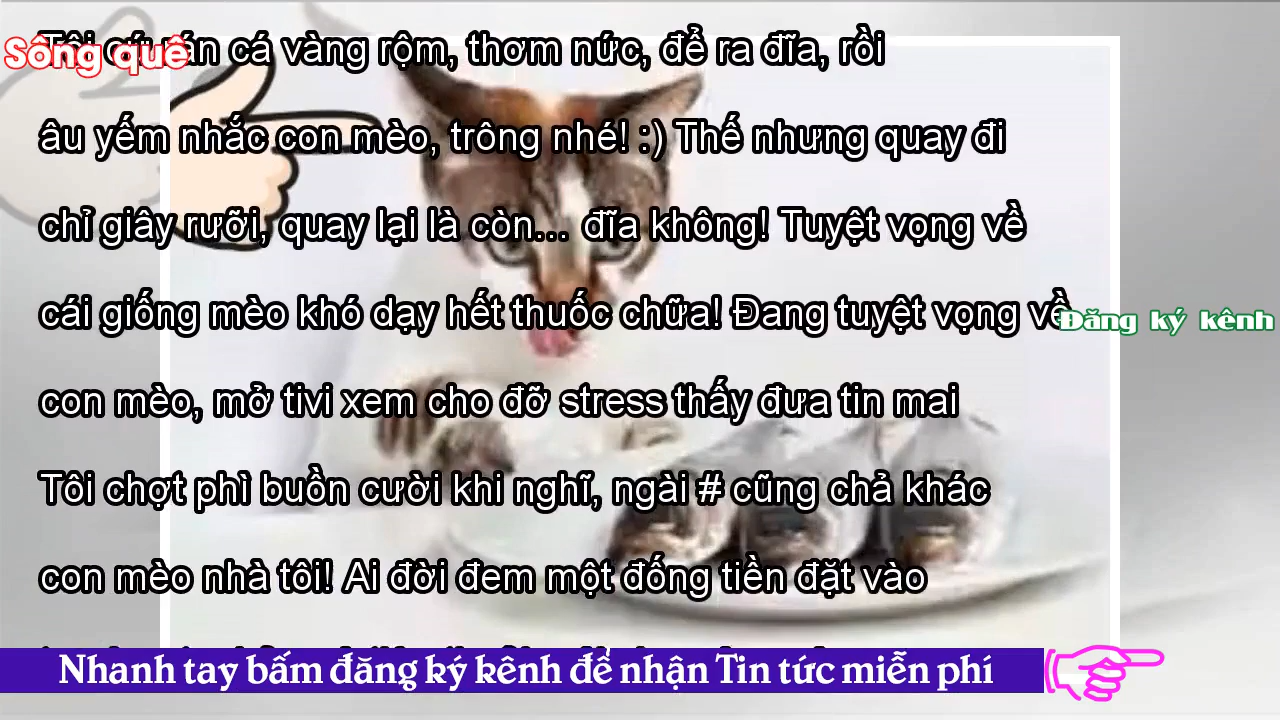 Sông quê
Tôi cứ rán cá vàng rộm, thơm nức, để ra đĩa, rồi
âu yếm nhắc con mèo, trông nhé! :) Thế nhưng quay đi
chỉ giây rưỡi, quay lại là còn... đĩa không! Tuyệt vọng về
cái giống mèo khó dạy hết thuốc chữa! Đang tuyệt vọng về
Đăng ký kênh
con mèo, mở tivi xem cho đỡ stress thấy đưa tin mai
Tôi chợt phì buồn cười khi nghĩ, ngài # cũng chả khác
con mèo nhà tôi! Ai đời đem một đống tiền đặt vào
Nhanh tay bấm đăng ký kênh để nhận Tin tức miễn phí